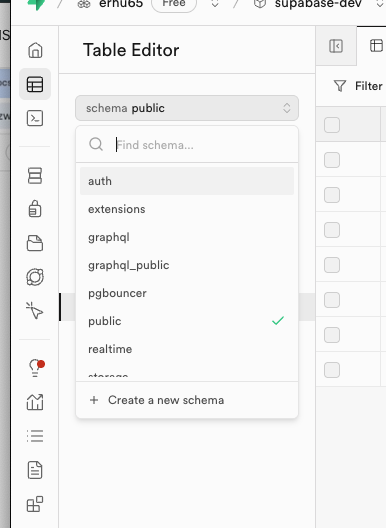 ernu65
Free
supabase-dev
Table Editor
schema public
Filter
Find schema...
auth
extensions
graphql
graphql_public
pgbouncer
public
realtime
storage
+ Create a new schema